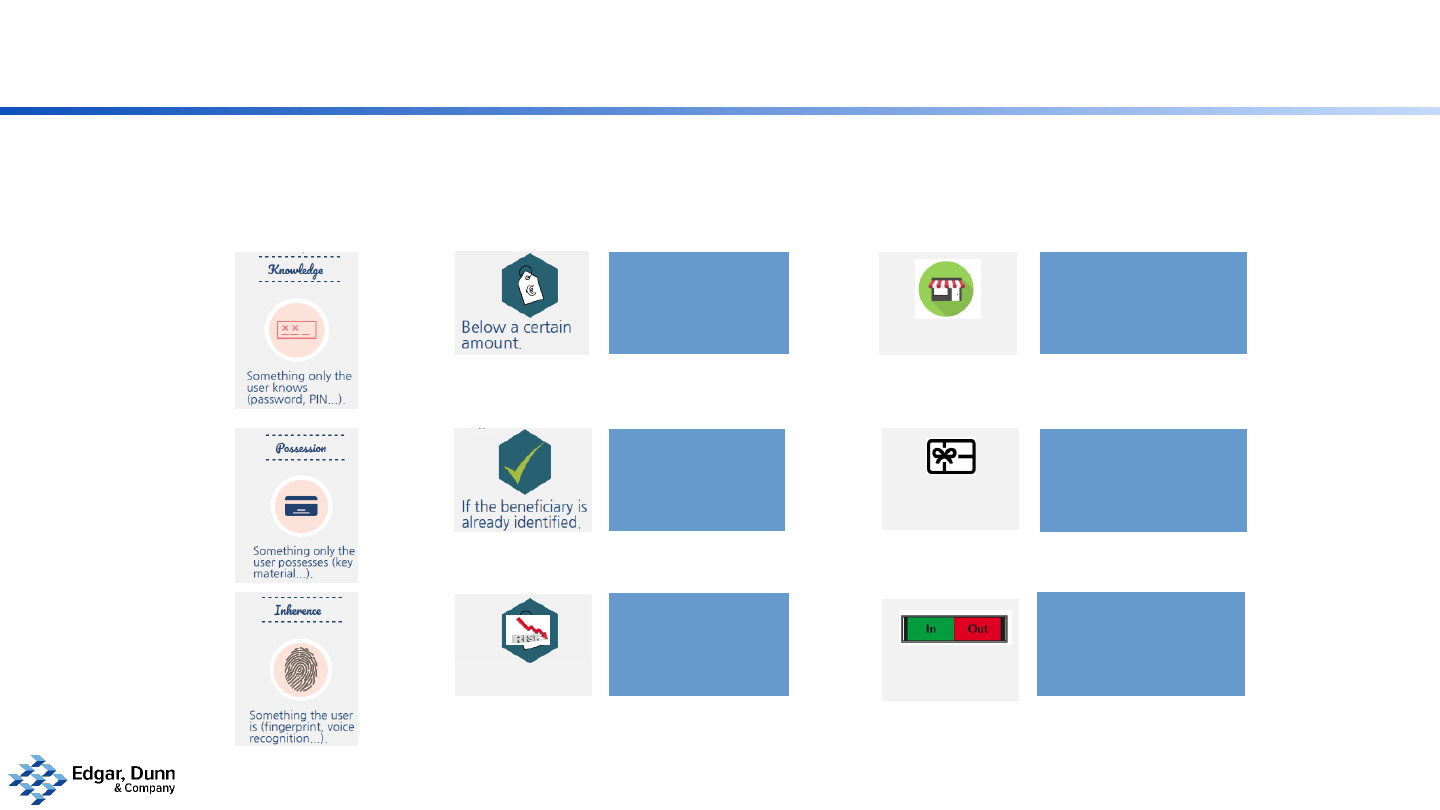 Knowledge
Something only the
user knows
(password, PIN...).
Below a certain
amount.
Possession
Something only the
user possesses (key
material...).
If the beneficiary is
already identified.
Inherence
Something the user
is (fingerprint, voice
recognition...).
RISK
In Out
Edgar, Dunn
& Company